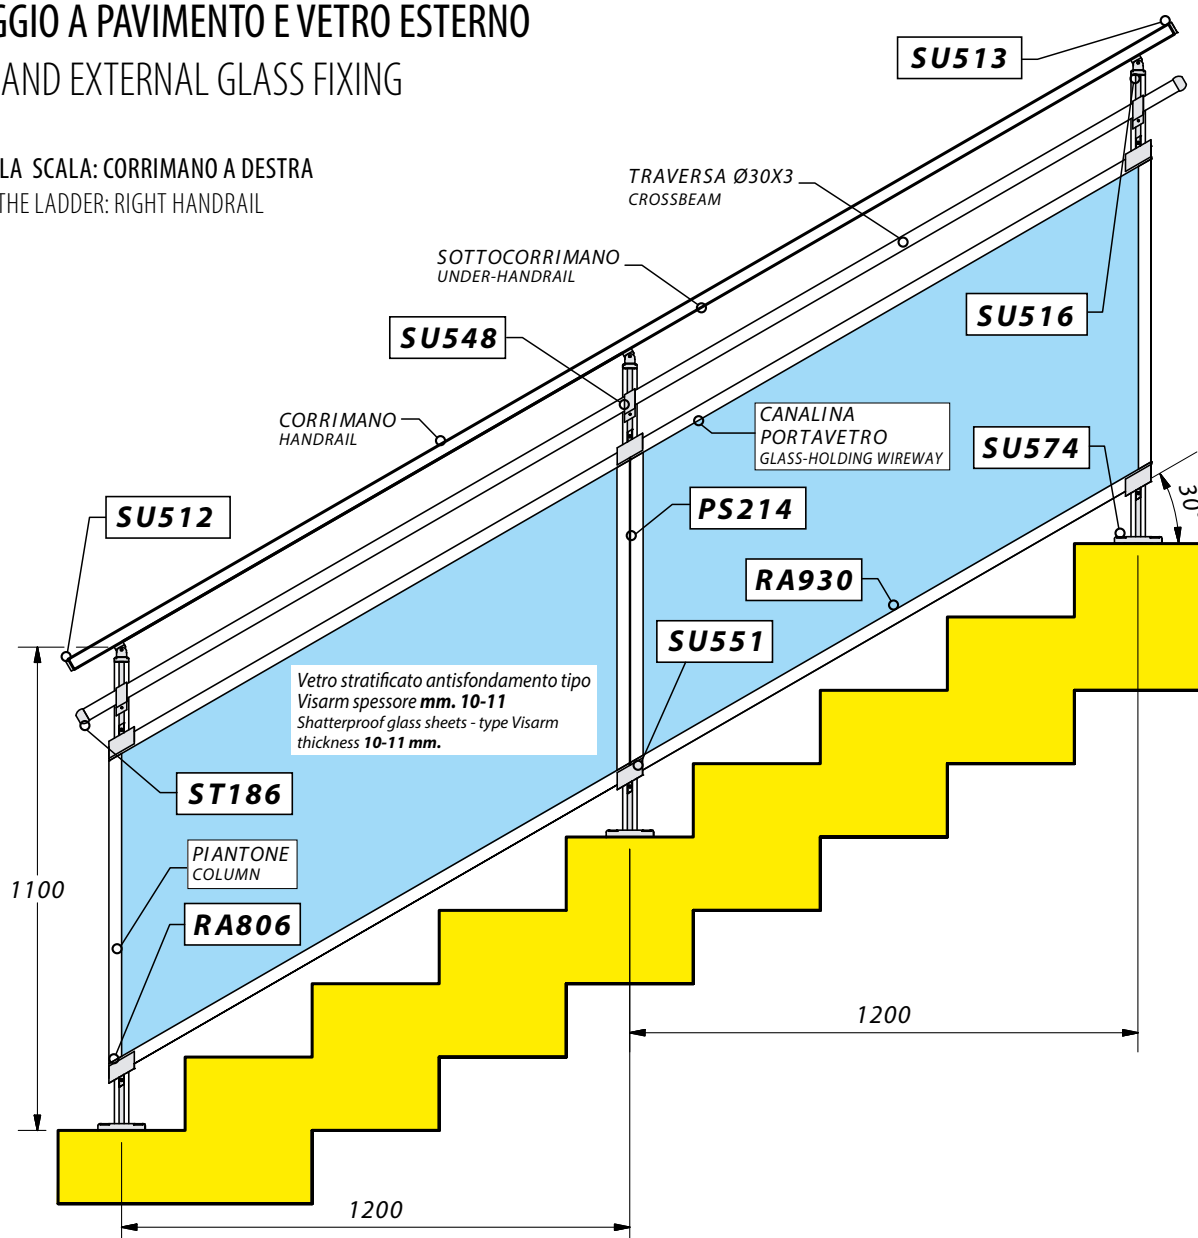 GGIO A PAVIMENTO E VETRO ESTERNO
AND EXTERNAL GLASS FIXING
LA SCALA: CORRIMANO A DESTRA
THE LADDER: RIGHT HANDRAIL
SU513
TRAVERSA Ø30X3
CROSSBEAM
SOTTOCORRIMANO
UNDER-HANDRAIL
SU516
SU548
CORRIMANO
HANDRAIL
CANALINA
PORTAVETRO
GLASS-HOLDING WIREWAY
SU574
30°
SU512
PS214
RA930
SU551
Vetro stratificato antisfondamento tipo
Visarm spessore mm. 10-11
Shatterproof glass sheets - type Visarm
thickness 10-11 mm.
ST186
PIANTONE
COLUMN
1100
RA806
1200
1200